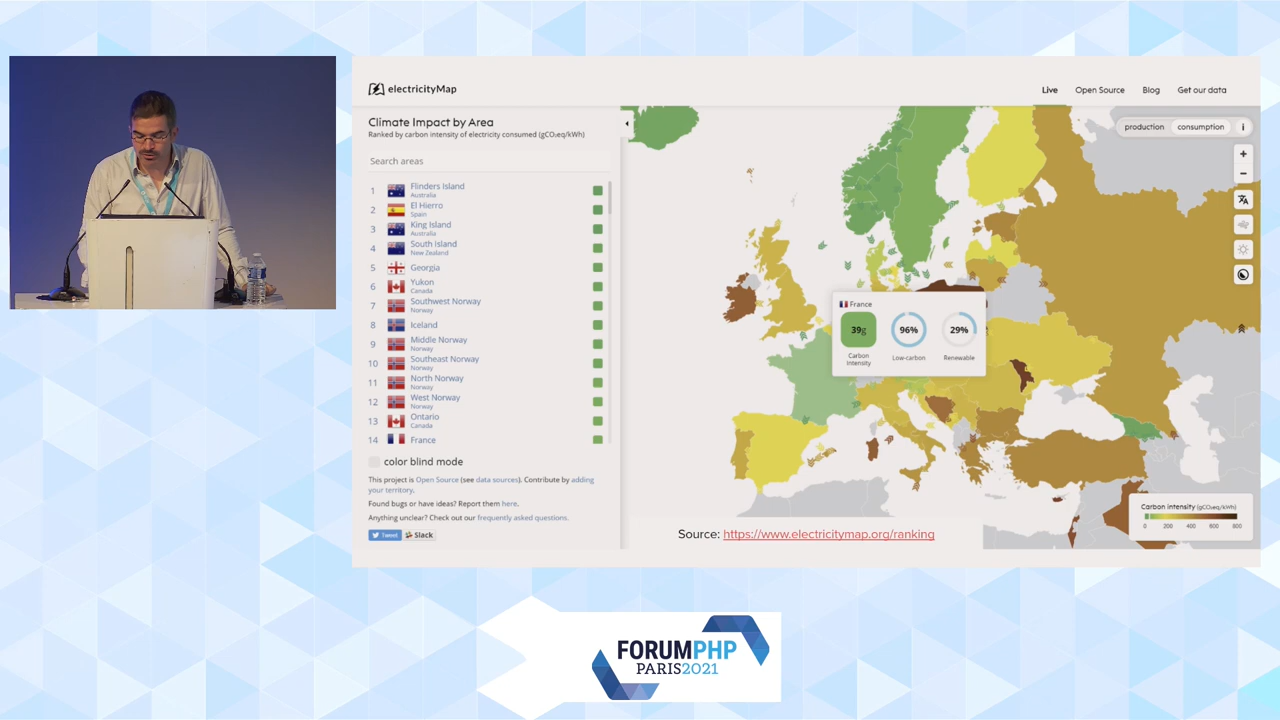 electricityMap
Live
Open Source
Blog
Get our data
Climate Impact by Area
Ranked by carbon intensity of electricity consumed (gCO₂eq/kWh)
Search areas
1 Flinders Island
Australia
2 El Hierro
Spain
3 King Island
Australia
4 South Island
New Zealand
5 Georgia
6 Yukon
Canada
7 Southwest Norway
Norway
8 Iceland
9 Middle Norway
Norway
10 Southeast Norway
Norway
11 North Norway
Norway
12 West Norway
Norway
13 Ontario
Canada
14 France
color blind mode
This project is Open Source (see data sources). Contribute by adding
your territory.
Found bugs or have ideas? Report them here.
Anything unclear? Check out our frequently asked questions.
Tweet
Slack
production
consumption
i
France
39g
96%
29%
Carbon
Intensity
Low-carbon
Renewable
Carbon intensity (gCO₂eq/kWh)
0 200 400 600 800
Source: https://www.electricitymap.org/ranking
FORUMPHP
PARIS2021